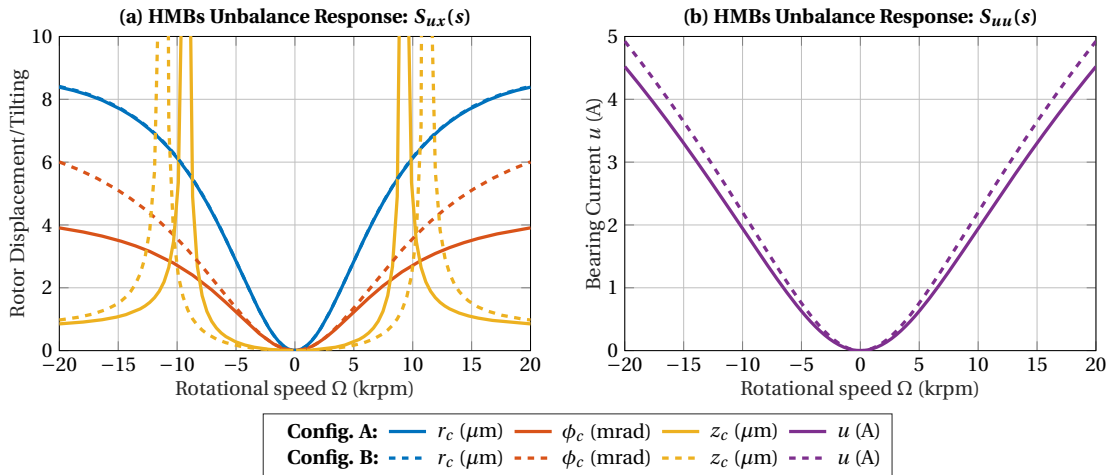 (a) HMBs Unbalance Response: S_ux(s)
Rotor Displacement/Tilting
10
8
6
4
2
0
−20 −15 −10 −5 0 5 10 15 20
Rotational speed Ω (krpm)
(b) HMBs Unbalance Response: S_uu(s)
Bearing Current u (A)
5
4
3
2
1
0
−20 −15 −10 −5 0 5 10 15 20
Rotational speed Ω (krpm)
Config. A: r_c (μm) ϕ_c (mrad) z_c (μm) u (A)
Config. B: r_c (μm) ϕ_c (mrad) z_c (μm) u (A)